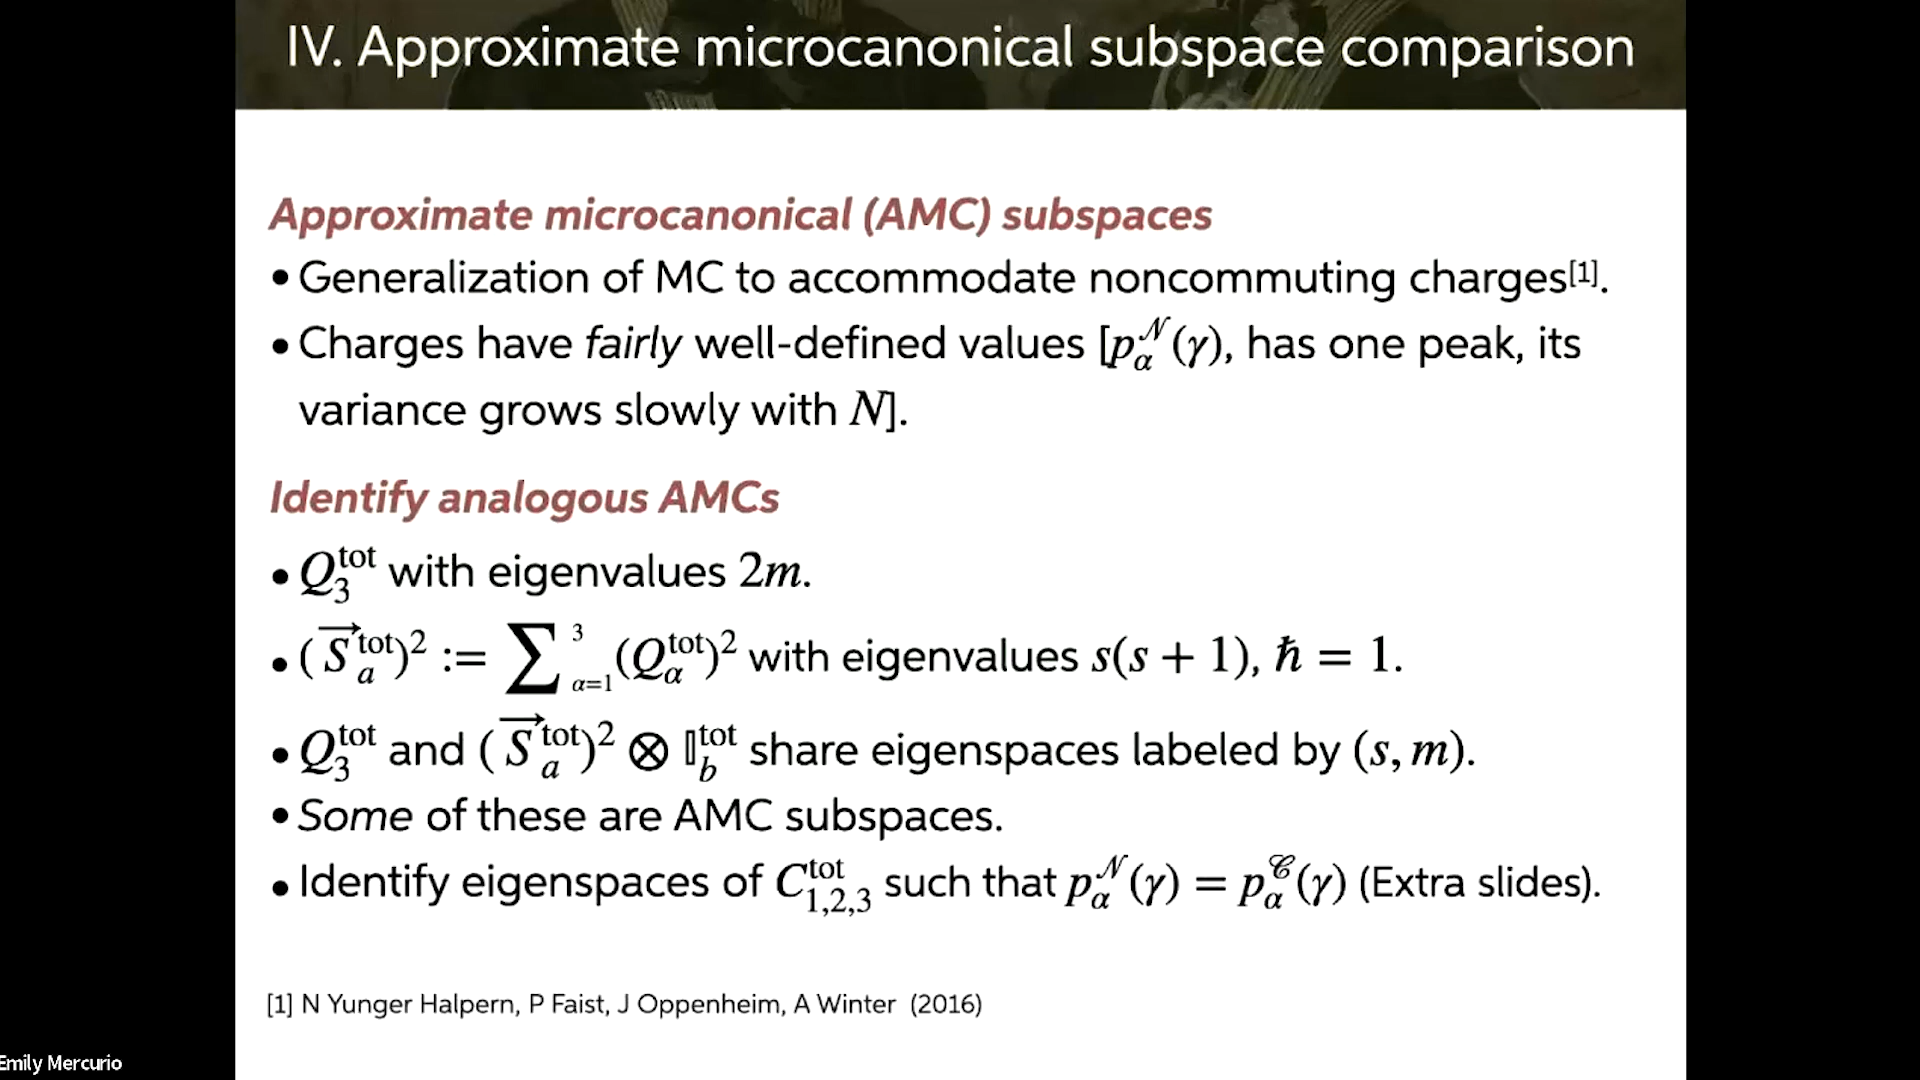 IV. Approximate microcanonical subspace comparison
Approximate microcanonical (AMC) subspaces
• Generalization of MC to accommodate noncommuting charges[1].
• Charges have fairly well-defined values [p_α^𝒩(γ), has one peak, its
variance grows slowly with N].
Identify analogous AMCs
• Q_3^tot with eigenvalues 2m.
• (S⃗_a^tot)² := ∑_{α=1}^3 (Q_α^tot)² with eigenvalues s(s + 1), ℏ = 1.
• Q_3^tot and (S⃗_a^tot)² ⊗ 𝕀_b^tot share eigenspaces labeled by (s, m).
• Some of these are AMC subspaces.
• Identify eigenspaces of C_{1,2,3}^tot such that p_α^𝒩(γ) = p_α^𝒞(γ) (Extra slides).
[1] N Yunger Halpern, P Faist, J Oppenheim, A Winter (2016)
Emily Mercurio